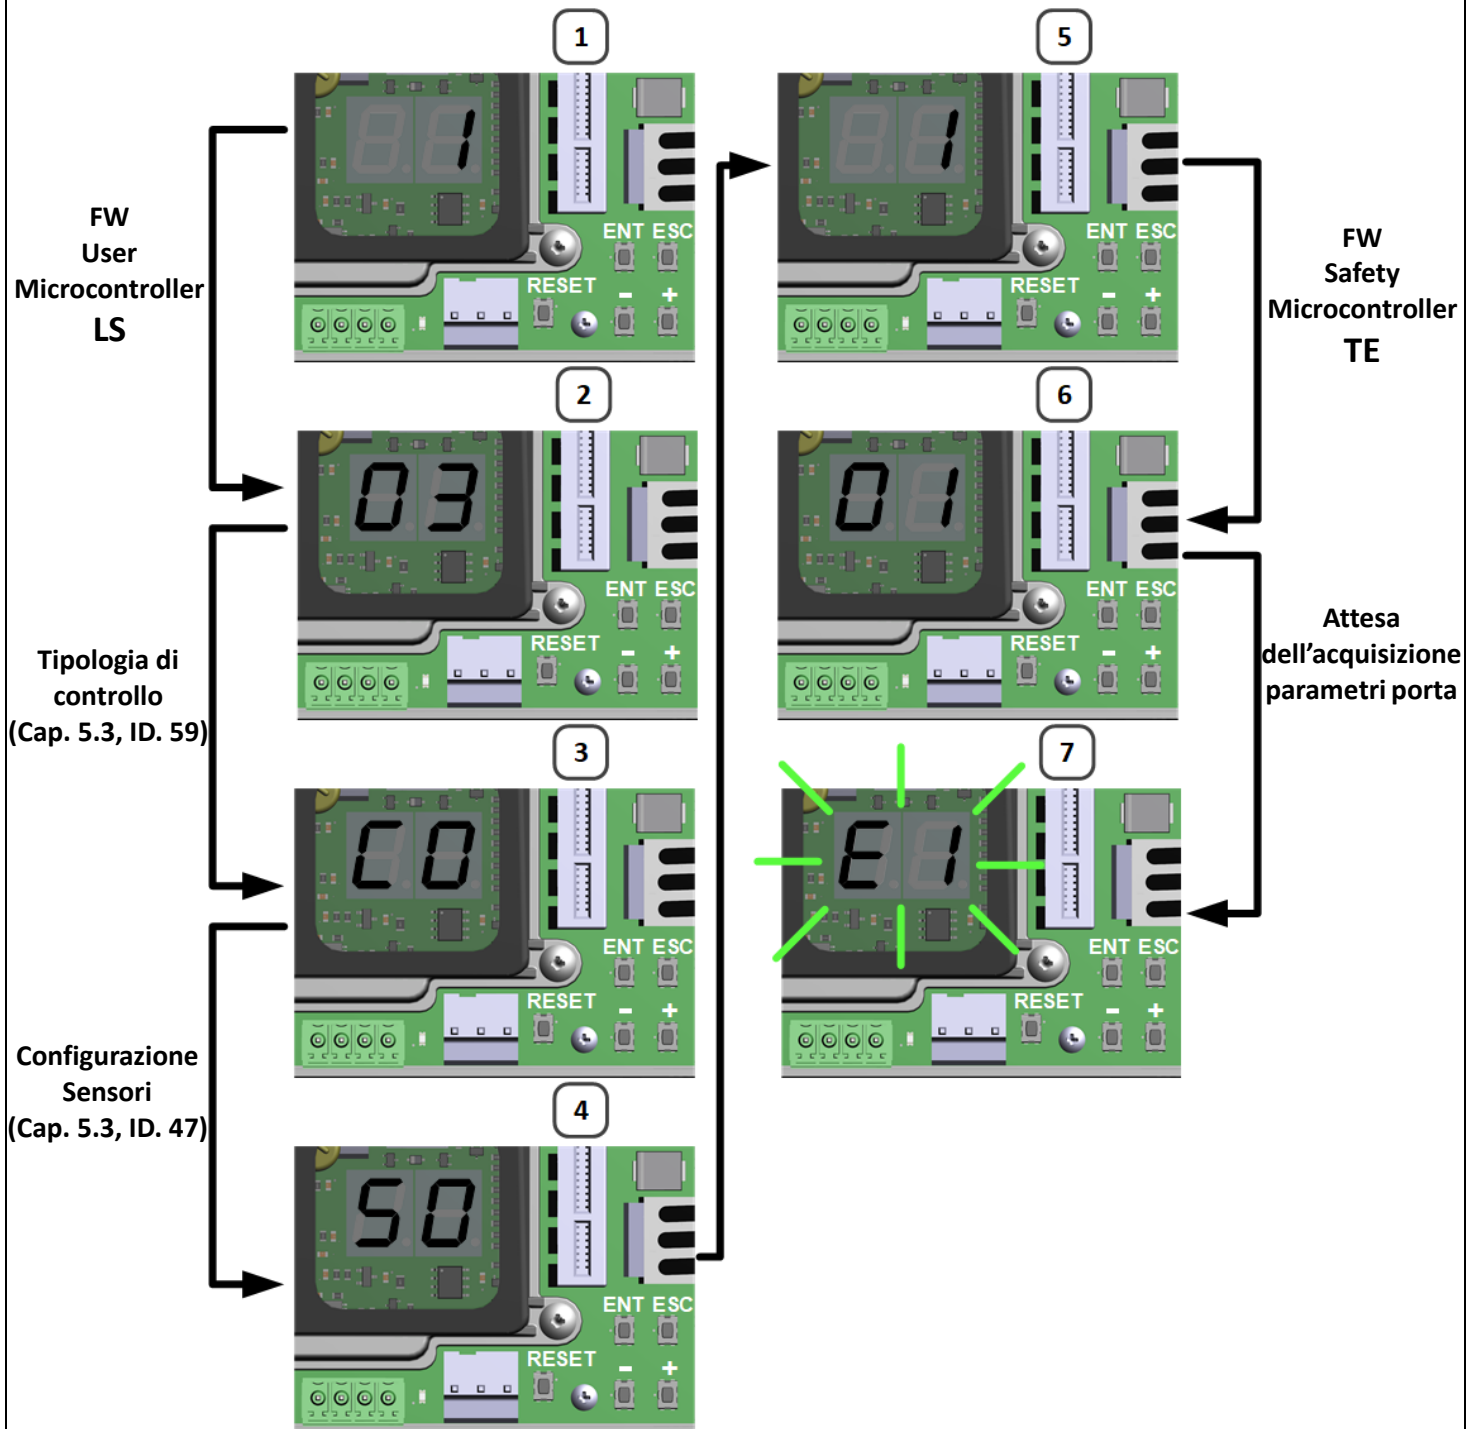 1
1
ENT ESC
RESET
- +
FW
User
Microcontroller
LS
2
03
ENT ESC
RESET
- +
Tipologia di
controllo
(Cap. 5.3, ID. 59)
3
C0
ENT ESC
RESET
- +
Configurazione
Sensori
(Cap. 5.3, ID. 47)
4
S0
ENT ESC
RESET
- +
5
1
ENT ESC
RESET
- +
FW
Safety
Microcontroller
TE
6
01
ENT ESC
RESET
- +
Attesa
dell’acquisizione
parametri porta
7
E1
ENT ESC
RESET
- +